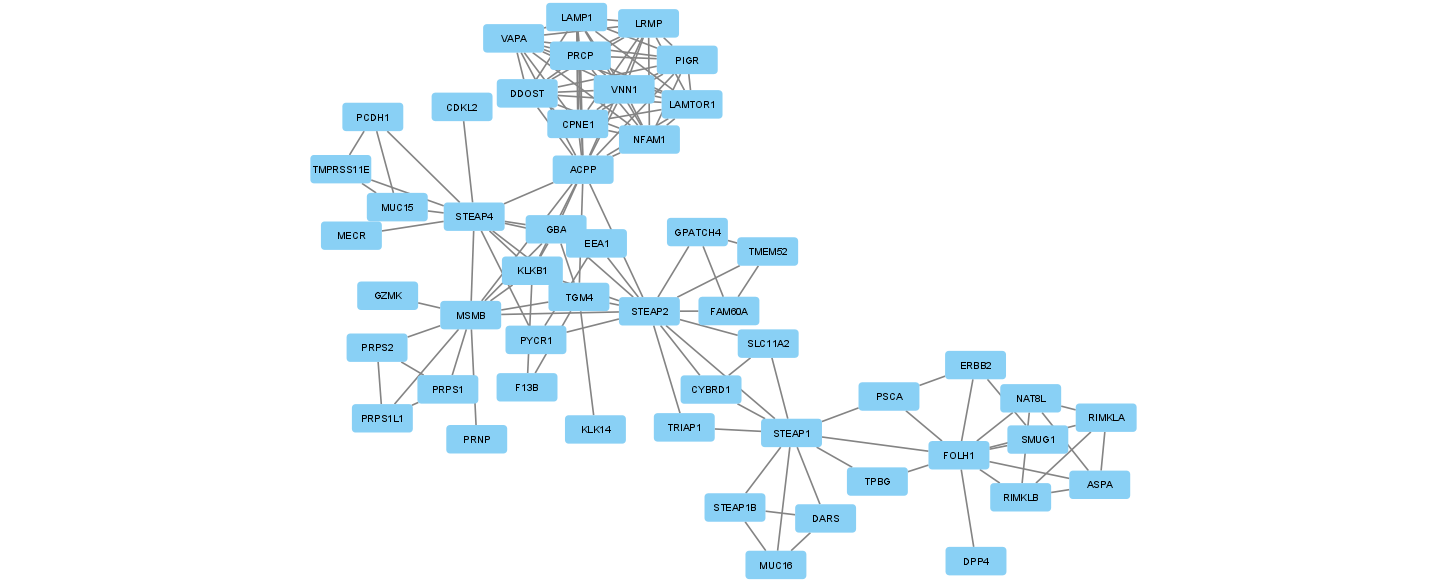 LAMP1
LRMP
VAPA
PRCP
PIGR
DDOST
VNN1
LAMTOR1
CDKL2
PCDH1
CPNE1
NFAM1
TMPRSS11E
ACPP
MUC15
STEAP4
MECR
GBA
EEA1
GPATCH4
TMEM52
KLKB1
GZMK
TGM4
MSMB
STEAP2
FAM60A
PYCR1
SLC11A2
PRPS2
ERBB2
PRPS1
F13B
CYBRD1
PSCA
NAT8L
PRPS1L1
RIMKLA
PRNP
KLK14
TRIAP1
STEAP1
SMUG1
FOLH1
TPBG
ASPA
RIMKLB
STEAP1B
DARS
MUC16
DPP4